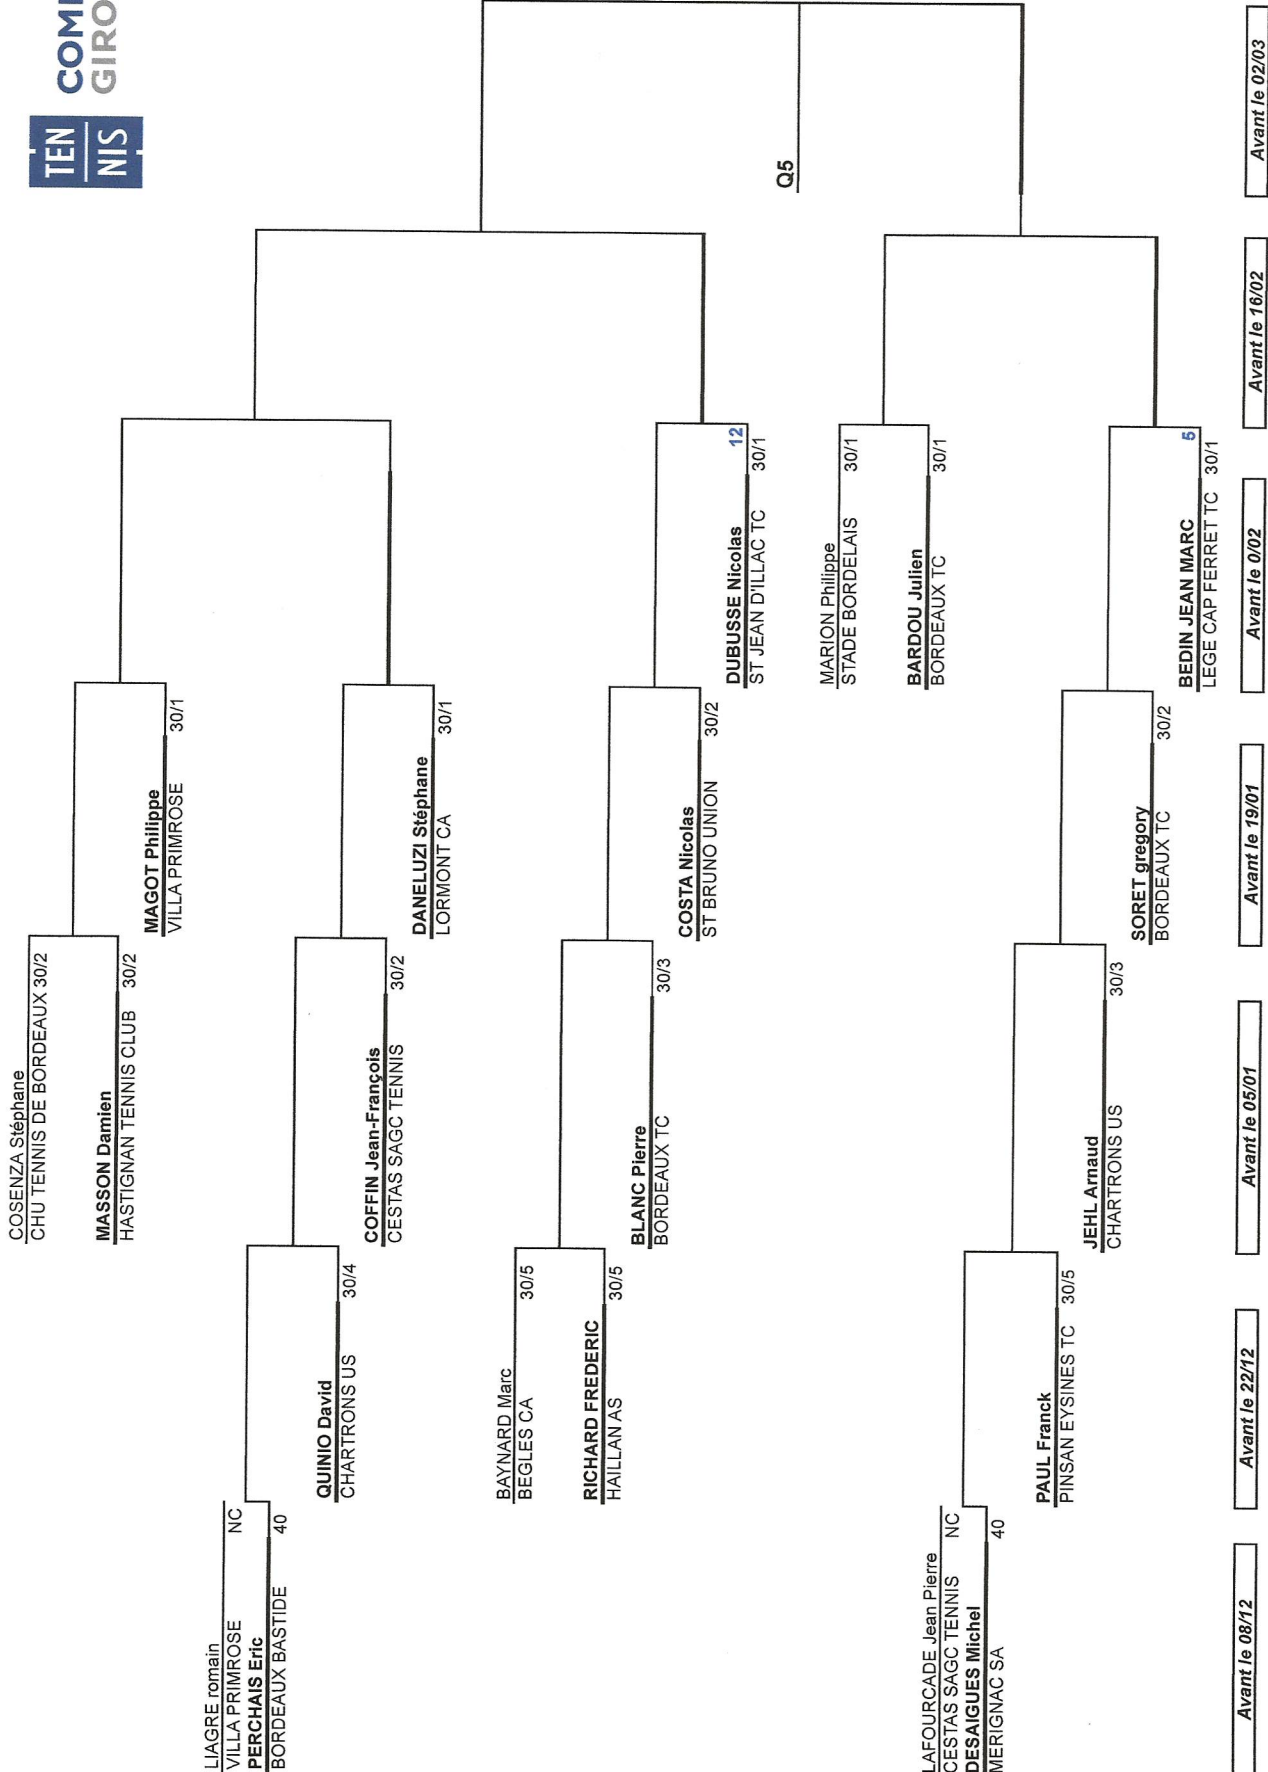 TEN
NIS
COMI
GIRO
COSENZA Stéphane
CHU TENNIS DE BORDEAUX 30/2
MASSON Damien
HASTIGNAN TENNIS CLUB 30/2
MAGOT Philippe
VILLA PRIMROSE 30/1
LIAGRE romain
VILLA PRIMROSE NC
PERCHAIS Eric
BORDEAUX BASTIDE 40
QUINIO David
CHARTRONS US 30/4
COFFIN Jean-François
CESTAS SAGC TENNIS 30/2
DANELUZI Stéphane
LORMONT CA 30/1
BAYNARD Marc
BEGLES CA 30/5
RICHARD FREDERIC
HAILLAN AS 30/5
BLANC Pierre
BORDEAUX TC 30/3
COSTA Nicolas
ST BRUNO UNION 30/2
DUBUSSE Nicolas 12
ST JEAN D'ILLAC TC 30/1
Q5
MARION Philippe
STADE BORDELAIS 30/1
BARDOU Julien
BORDEAUX TC 30/1
LAFOURCADE Jean Pierre
CESTAS SAGC TENNIS NC
DESAIGUES Michel
MERIGNAC SA 40
PAUL Franck
PINSAN EYSINES TC 30/5
JEHL Arnaud
CHARTRONS US 30/3
SORET gregory
BORDEAUX TC 30/2
BEDIN JEAN MARC 5
LEGE CAP FERRET TC 30/1
Avant le 08/12
Avant le 22/12
Avant le 05/01
Avant le 19/01
Avant le 0/02
Avant le 16/02
Avant le 02/03